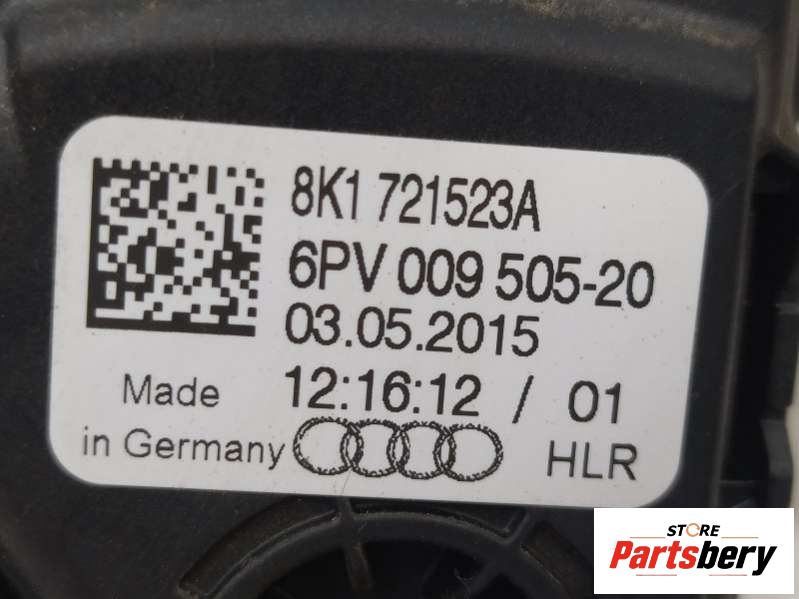 8K1 721523A
6PV 009 505-20
03.05.2015
Made 12:16:12 / 01
in Germany HLR
STORE
Partsbery